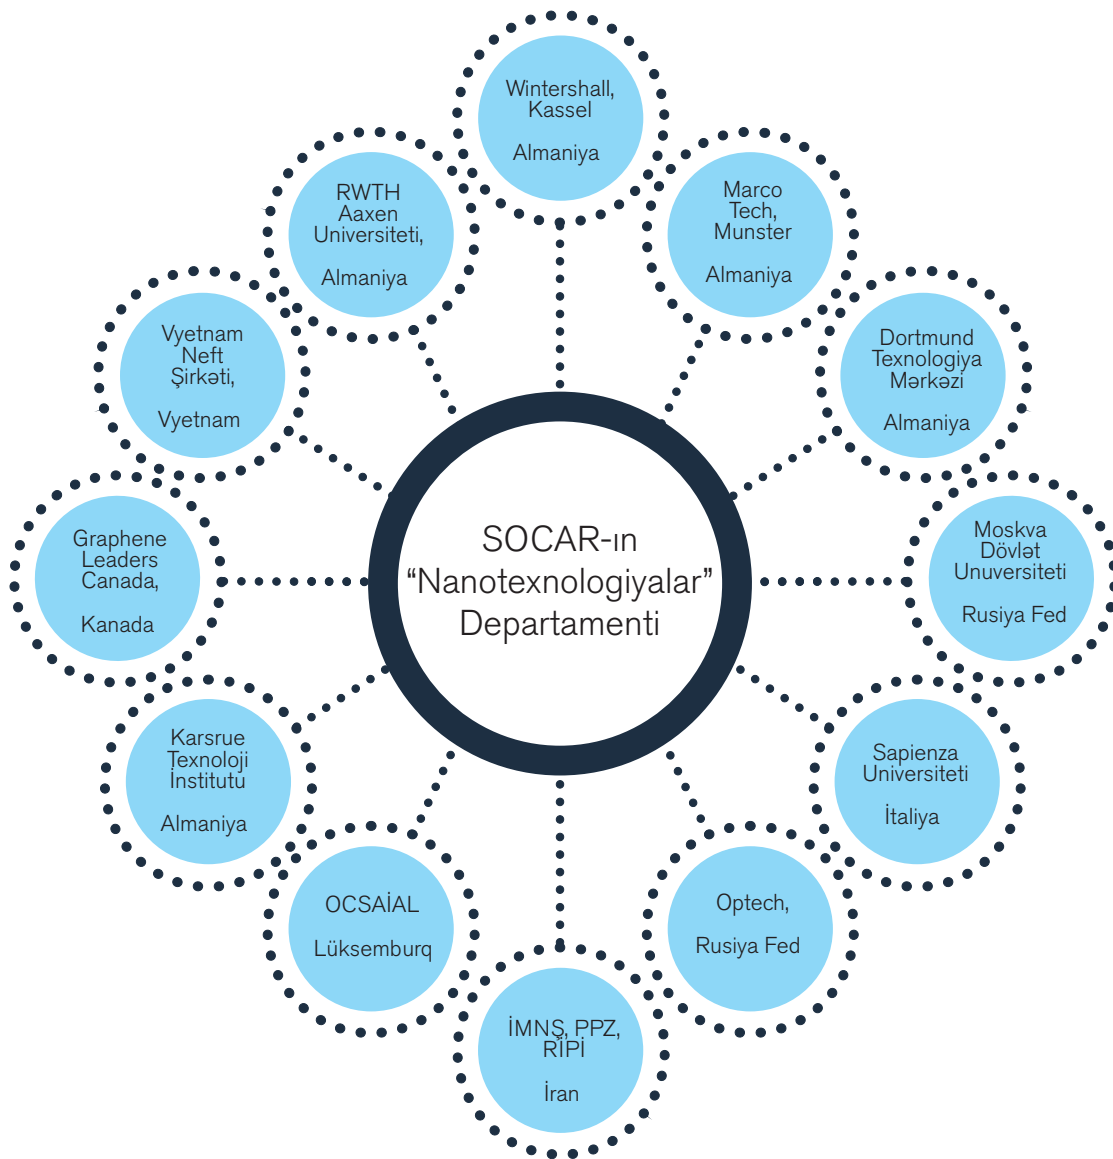 Wintershall,
Kassel
Almaniya
RWTH
Aaxen
Universiteti,
Almaniya
Marco
Tech,
Munster
Almaniya
Vyetnam
Neft
Şirkəti,
Vyetnam
Dortmund
Texnologiya
Mərkəzi
Almaniya
Graphene
Leaders
Canada,
Kanada
SOCAR-ın
“Nanotexnologiyalar”
Departamenti
Moskva
Dövlət
Unuversiteti
Rusiya Fed
Karsrue
Texnoloji
İnstitutu
Almaniya
Sapienza
Universiteti
İtaliya
OCSAİAL
Lüksemburq
Optech,
Rusiya Fed
İMNŞ, PPZ,
RİPİ
İran